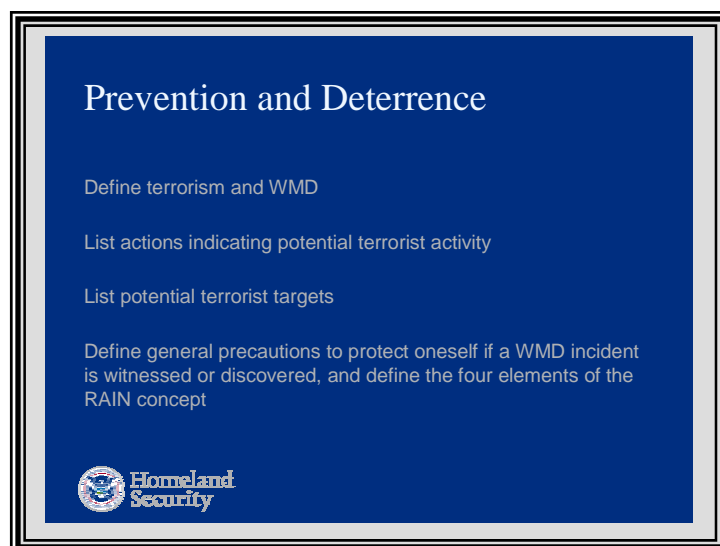 Prevention and Deterrence
Define terrorism and WMD
List actions indicating potential terrorist activity
List potential terrorist targets
Define general precautions to protect oneself if a WMD incident
is witnessed or discovered, and define the four elements of the
RAIN concept
Homeland
Security